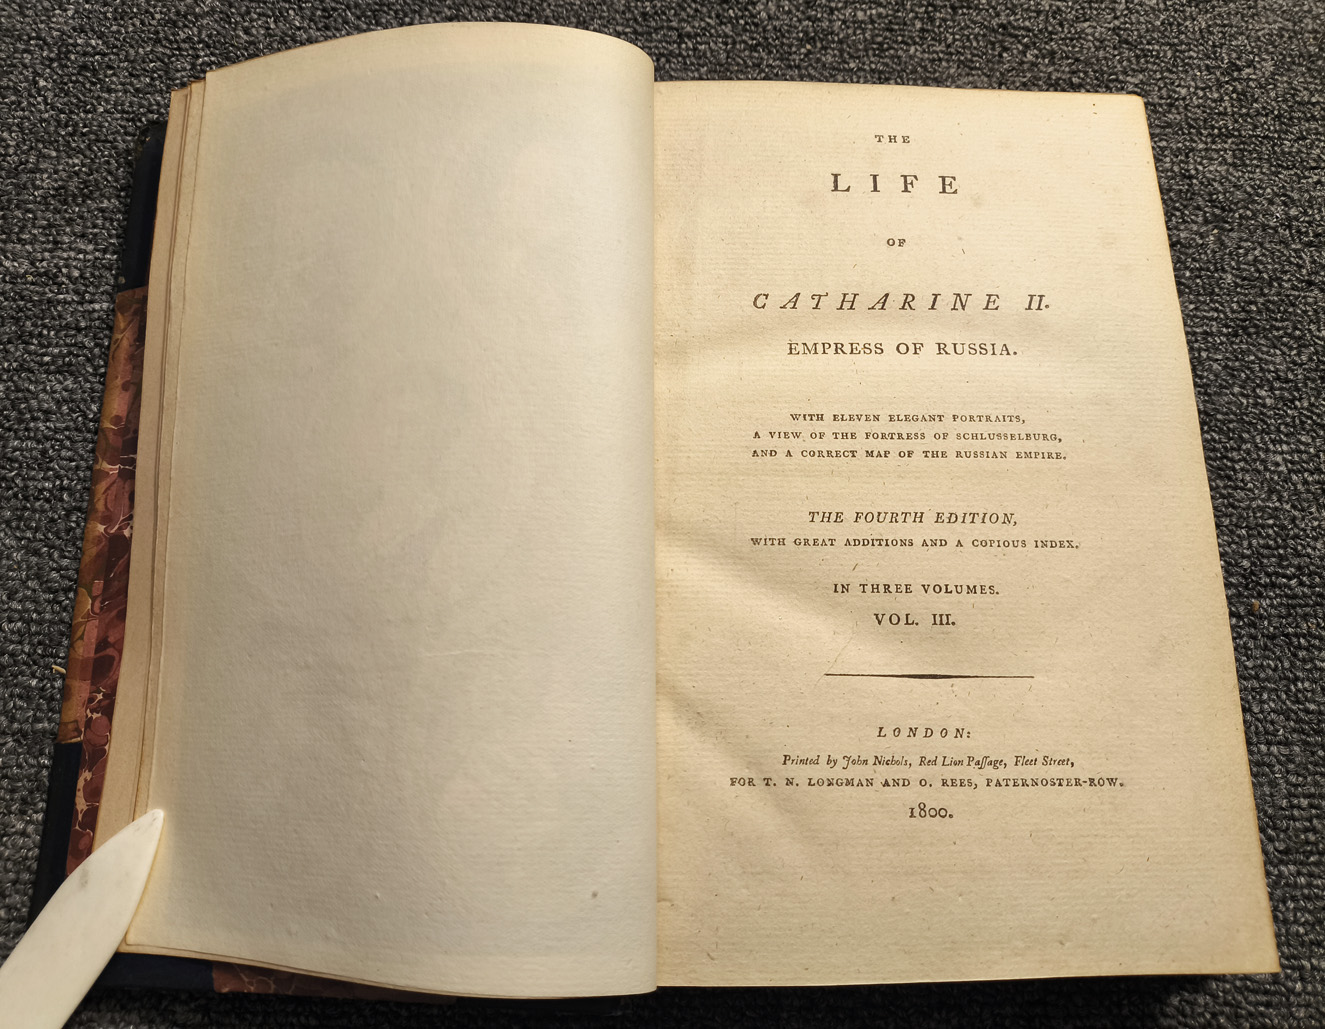 THE
LIFE
OF
CATHARINE II.
EMPRESS OF RUSSIA.
WITH ELEVEN ELEGANT PORTRAITS,
A VIEW OF THE FORTRESS OF SCHLUSSELBURG,
AND A CORRECT MAP OF THE RUSSIAN EMPIRE.
THE FOURTH EDITION,
WITH GREAT ADDITIONS AND A COPIOUS INDEX.
IN THREE VOLUMES.
VOL. III.
LONDON:
Printed by John Nichols, Red Lion Paſſage, Fleet Street,
FOR T. N. LONGMAN AND O. REES, PATERNOSTER-ROW.
1800.